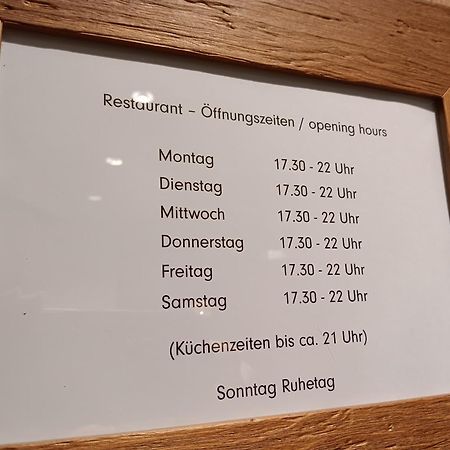 Restaurant – Öffnungszeiten / opening hours
Montag 17.30 - 22 Uhr
Dienstag 17.30 - 22 Uhr
Mittwoch 17.30 - 22 Uhr
Donnerstag 17.30 - 22 Uhr
Freitag 17.30 - 22 Uhr
Samstag 17.30 - 22 Uhr
(Küchenzeiten bis ca. 21 Uhr)
Sonntag Ruhetag